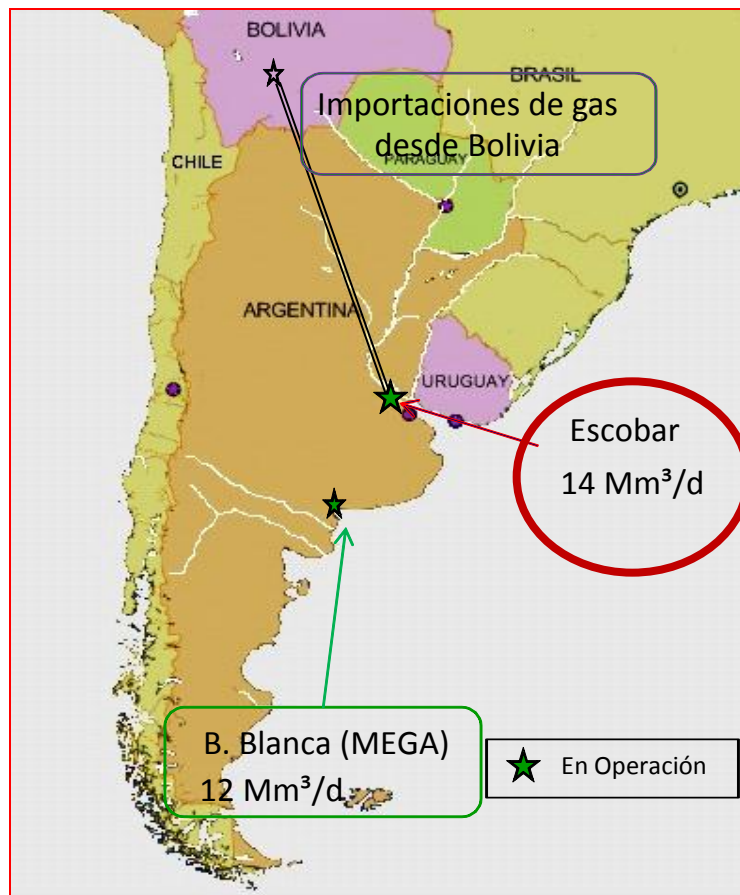 BOLIVIA
BRASIL
Importaciones de gas
desde Bolivia
PARAGUAY
CHILE
ARGENTINA
URUGUAY
Escobar
14 Mm³/d
B. Blanca (MEGA)
12 Mm³/d
En Operación